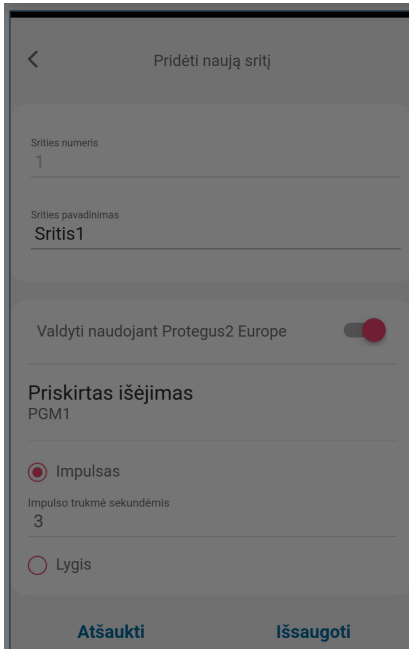 Pridėti naują sritį
Srities numeris
1
Srities pavadinimas
Sritis1
Valdyti naudojant Protegus2 Europe
Priskirtas išėjimas
PGM1
Impulsas
Impulso trukmė sekundėmis
3
Lygis
Atšaukti Išsaugoti